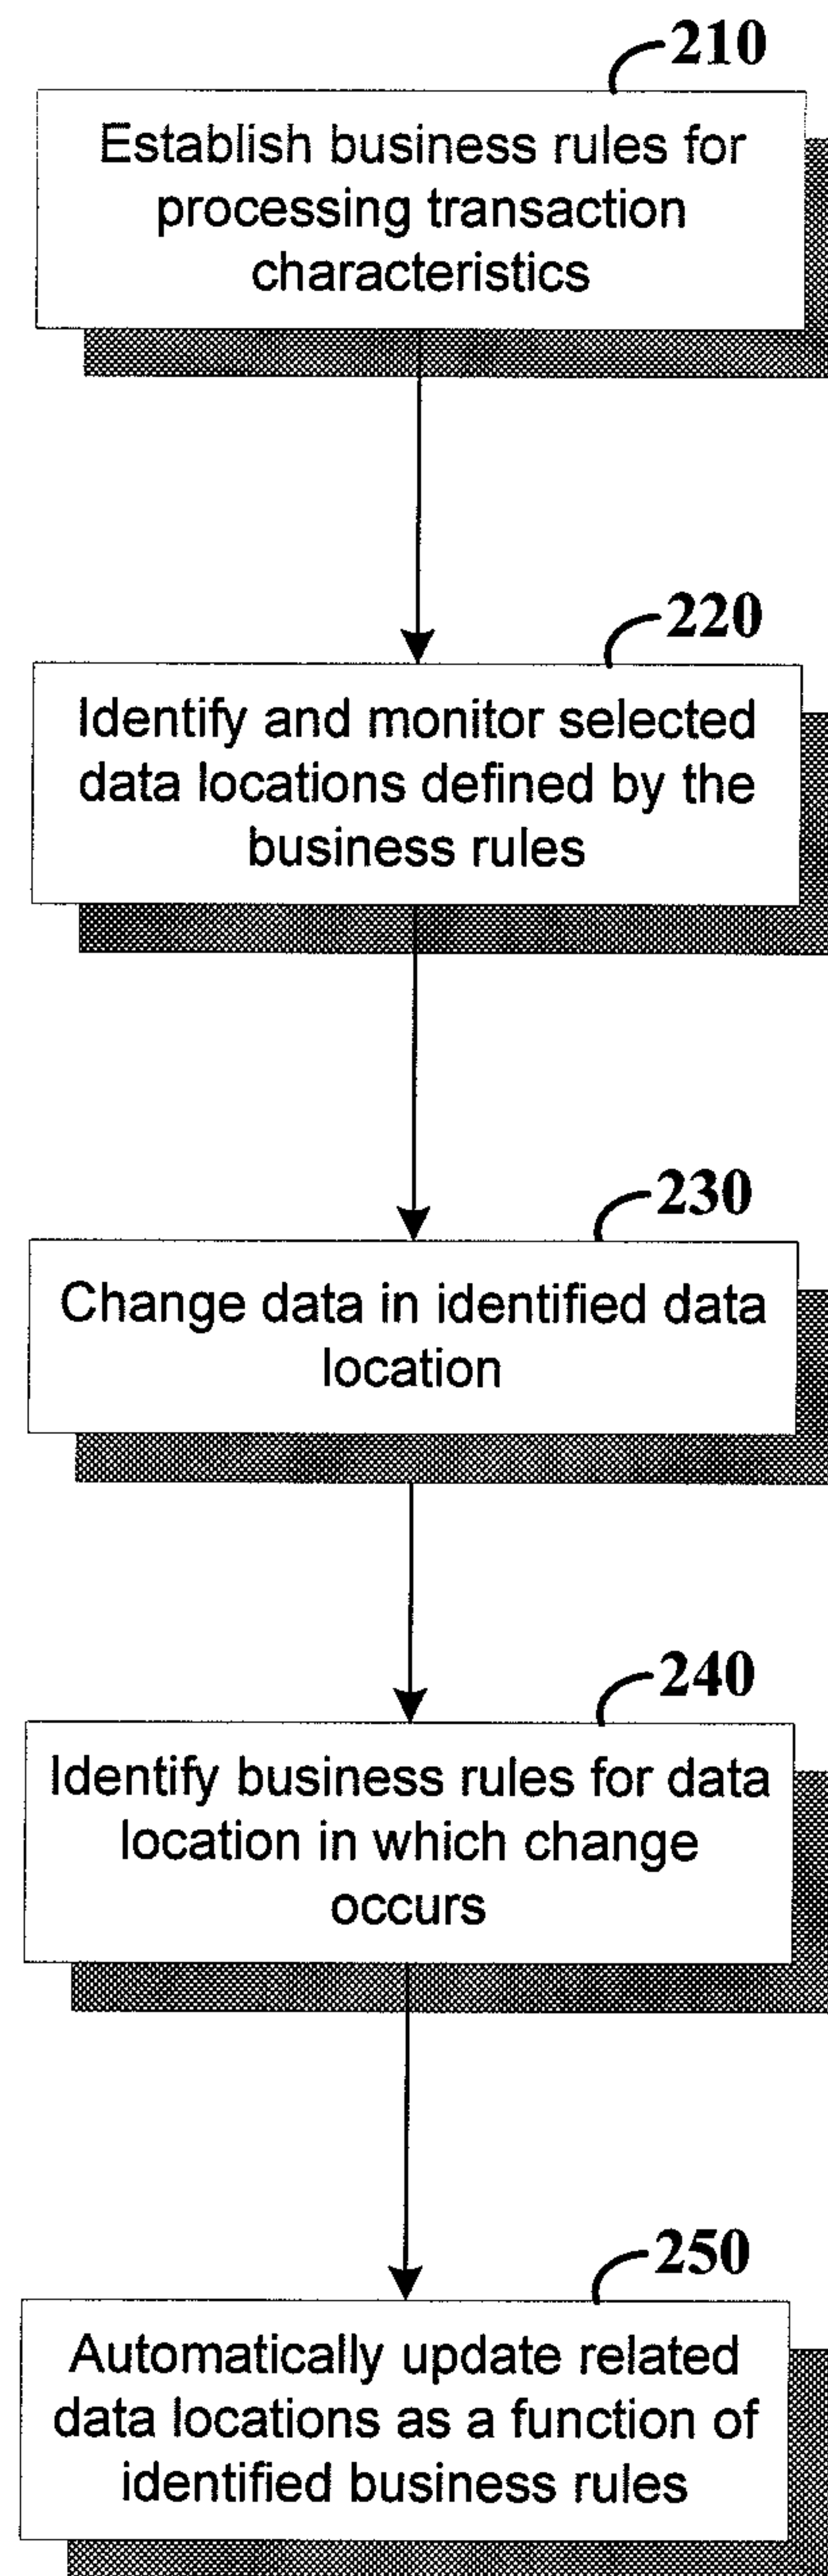 210
Establish business rules for
processing transaction
characteristics
220
Identify and monitor selected
data locations defined by the
business rules
230
Change data in identified data
location
240
Identify business rules for data
location in which change
occurs
250
Automatically update related
data locations as a function of
identified business rules